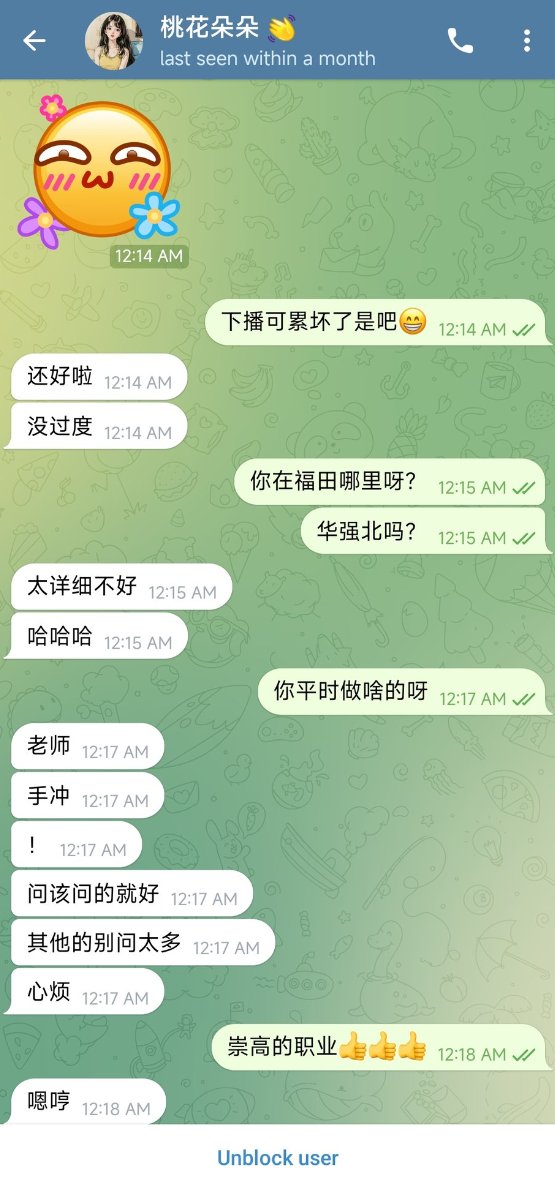 桃花朵朵 👋
last seen within a month
12:14 AM
下播可累坏了是吧😁 12:14 AM
还好啦 12:14 AM
没过度 12:14 AM
你在福田哪里呀？ 12:15 AM
华强北吗？ 12:15 AM
太详细不好 12:15 AM
哈哈哈 12:15 AM
你平时做啥的呀 12:17 AM
老师 12:17 AM
手冲 12:17 AM
！ 12:17 AM
问该问的就好 12:17 AM
其他的别问太多 12:17 AM
心烦 12:17 AM
崇高的职业👍👍👍 12:18 AM
嗯哼 12:18 AM
Unblock user